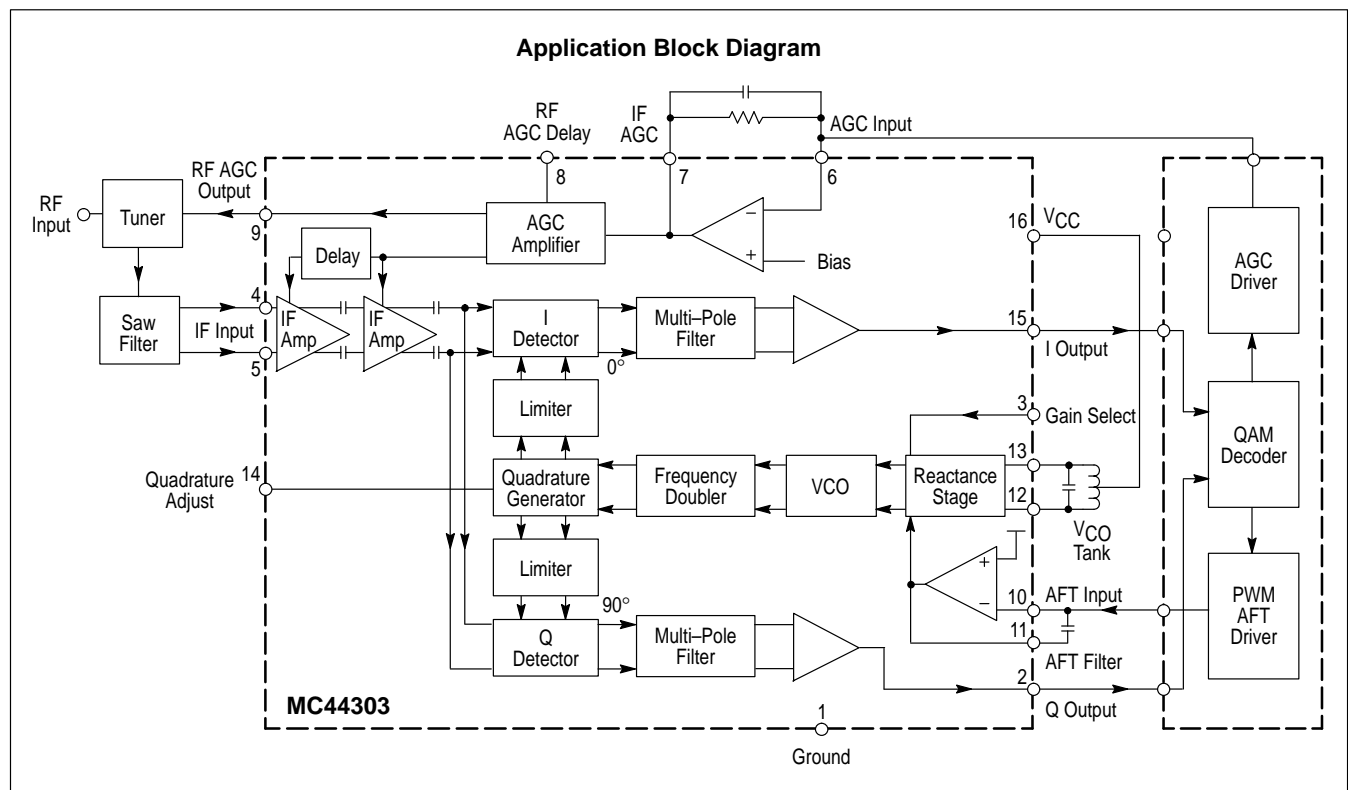 Application Block Diagram
RF
AGC Delay
IF
AGC
AGC Input
8
7
6
RF AGC
Output
RF
Input
Tuner
9
AGC
Amplifier
−
+
Bias
16
VCC
AGC
Driver
Delay
Saw
Filter
4
IF Input
5
IF
Amp
IF
Amp
I
Detector
0°
Multi–Pole
Filter
15
I Output
Limiter
3
Gain Select
QAM
Decoder
Quadrature
Adjust
14
Quadrature
Generator
Frequency
Doubler
VCO
Reactance
Stage
13
12
VCO
Tank
Limiter
+
−
10
AFT Input
11
AFT Filter
PWM
AFT
Driver
90°
Q
Detector
Multi–Pole
Filter
2
Q Output
MC44303
1
Ground